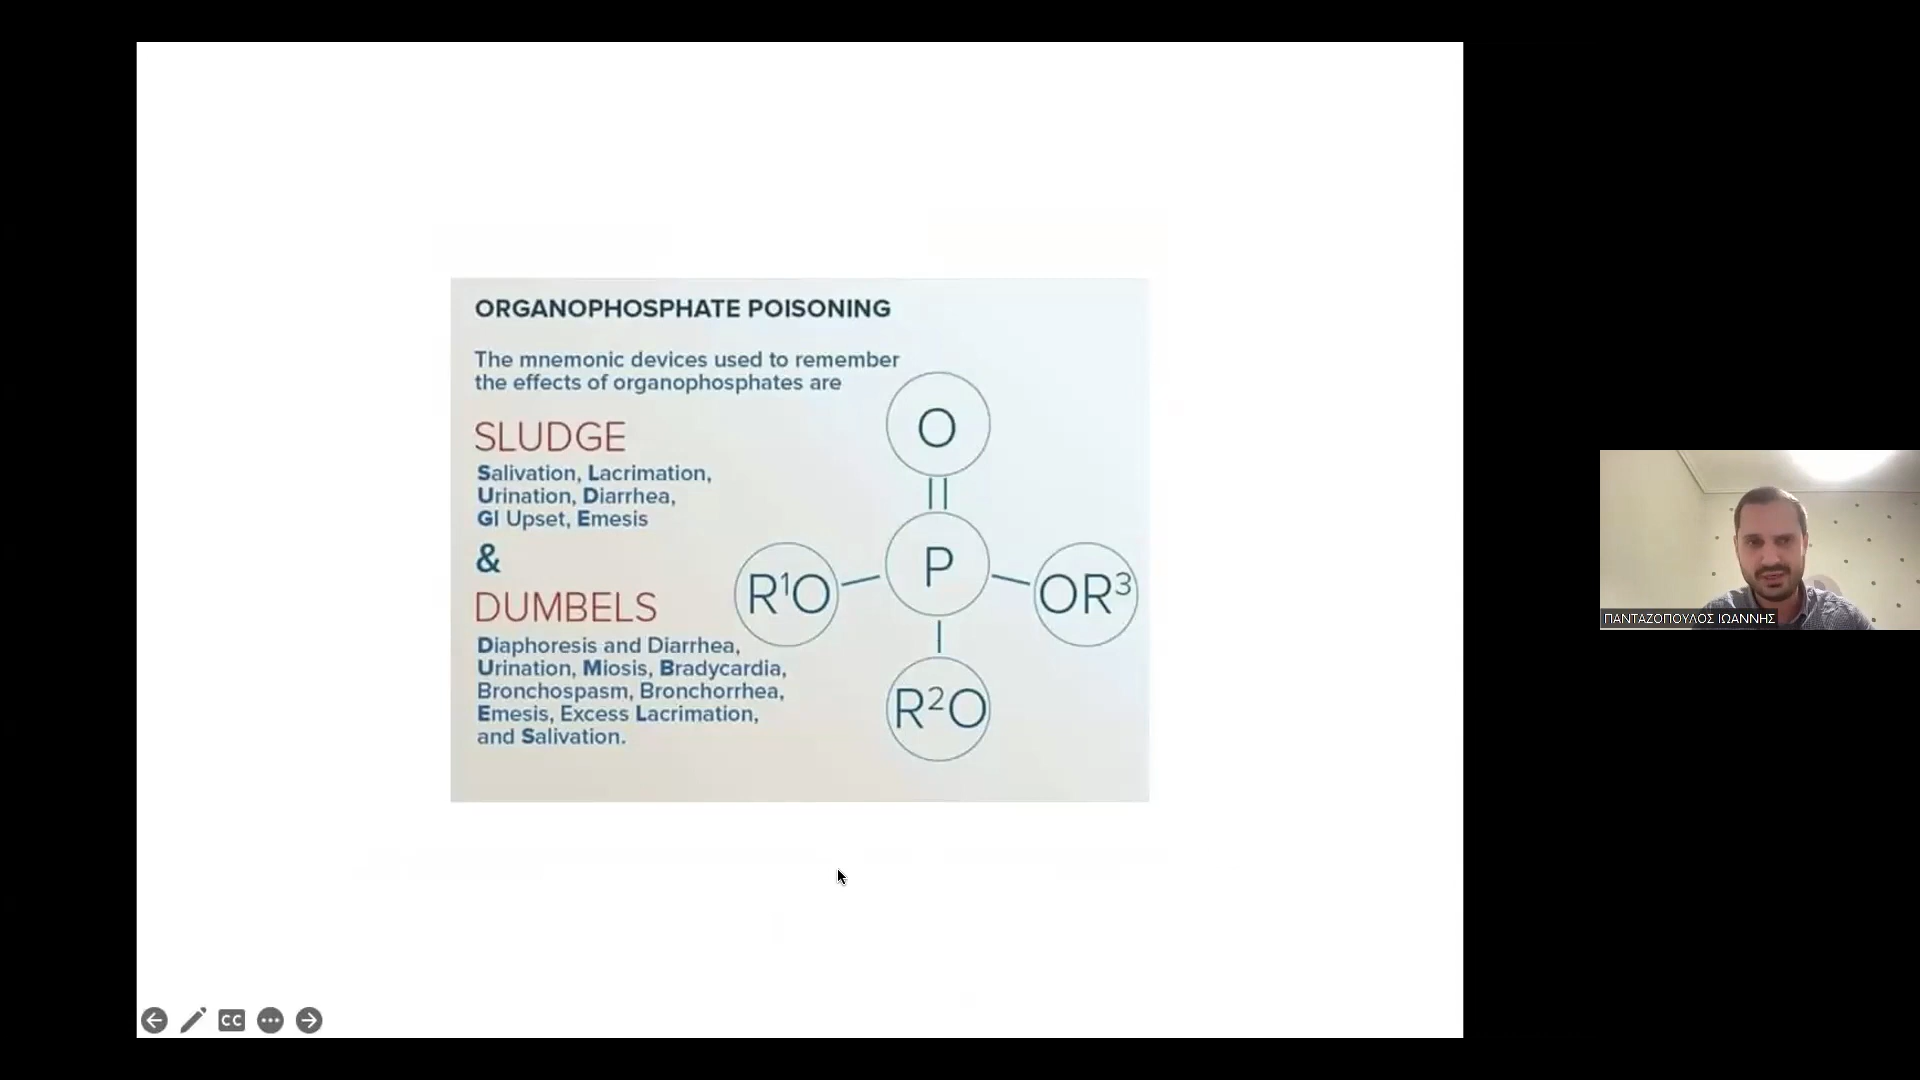 ORGANOPHOSPHATE POISONING
The mnemonic devices used to remember
the effects of organophosphates are
SLUDGE
Salivation, Lacrimation,
Urination, Diarrhea,
GI Upset, Emesis
&
DUMBELS
Diaphoresis and Diarrhea,
Urination, Miosis, Bradycardia,
Bronchospasm, Bronchorrhea,
Emesis, Excess Lacrimation,
and Salivation.
O
P
R¹O
OR³
R²O
CC
ΠΑΝΤΑΖΟΠΟΥΛΟΣ ΙΩΑΝΝΗΣ